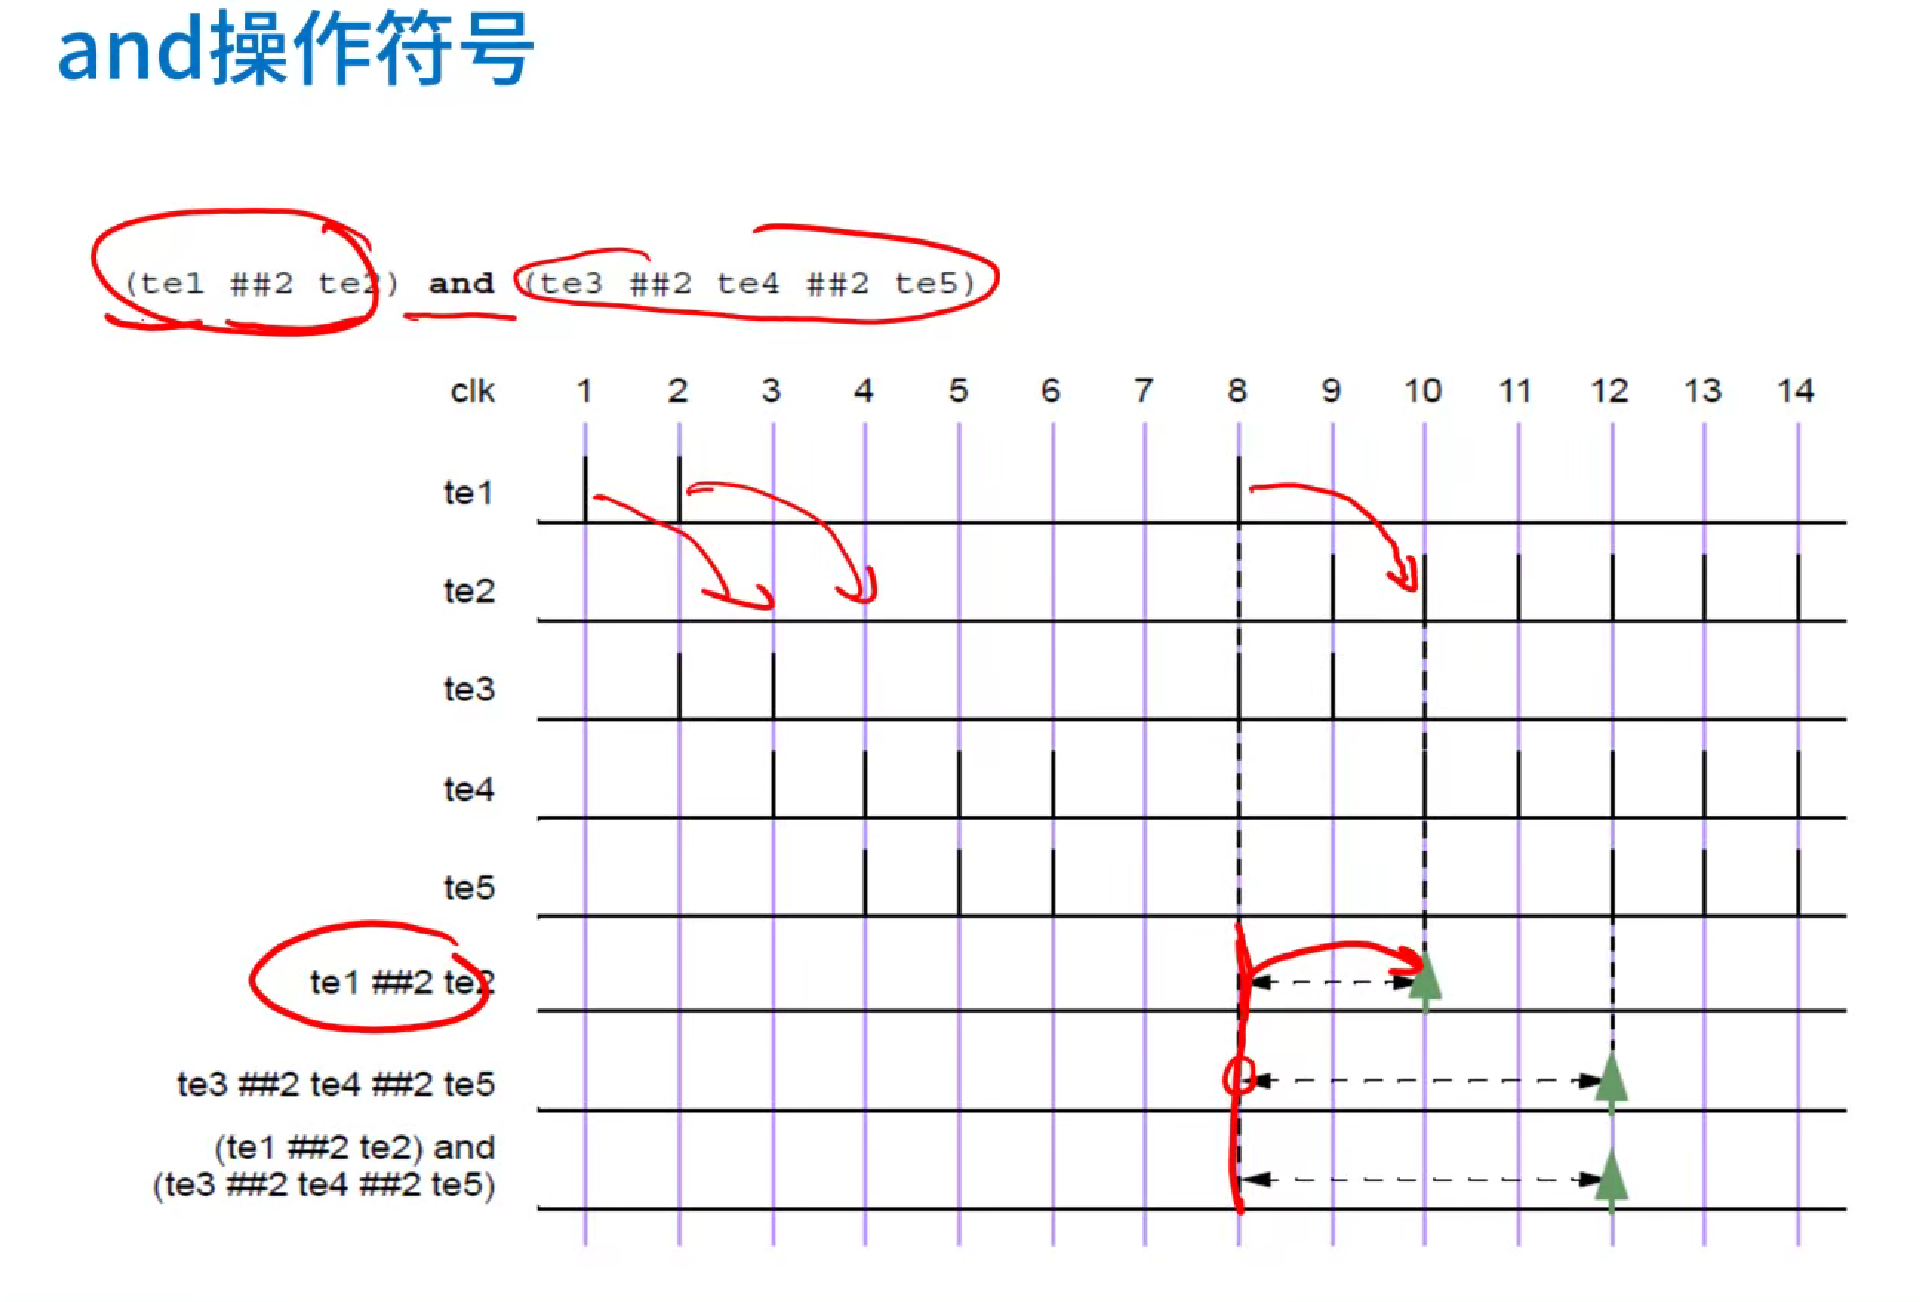 and操作符号
(te1 ##2 te2) and (te3 ##2 te4 ##2 te5)
clk 1 2 3 4 5 6 7 8 9 10 11 12 13 14
te1
te2
te3
te4
te5
te1 ##2 te2
te3 ##2 te4 ##2 te5
(te1 ##2 te2) and
(te3 ##2 te4 ##2 te5)